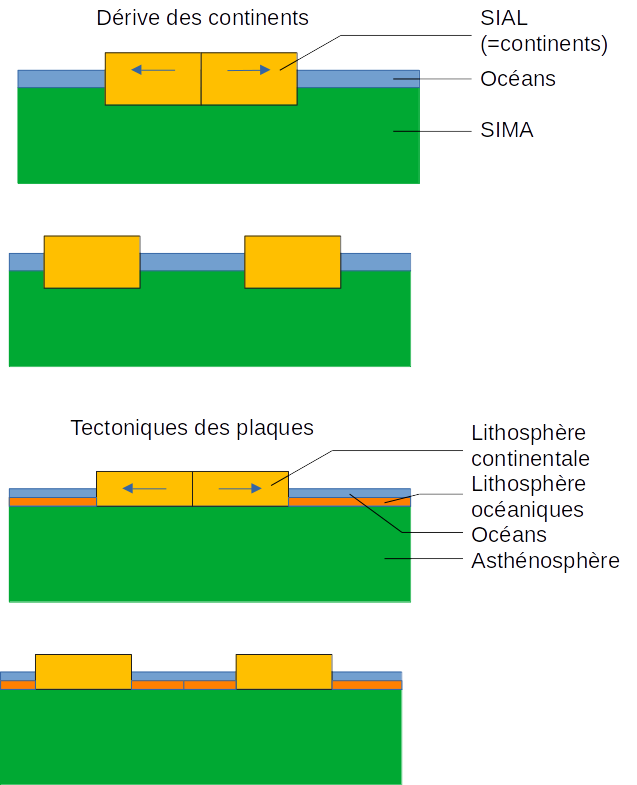 Dérive des continents
SIAL
(=continents)
Océans
SIMA
Tectoniques des plaques
Lithosphère
continentale
Lithosphère
océaniques
Océans
Asthénosphère